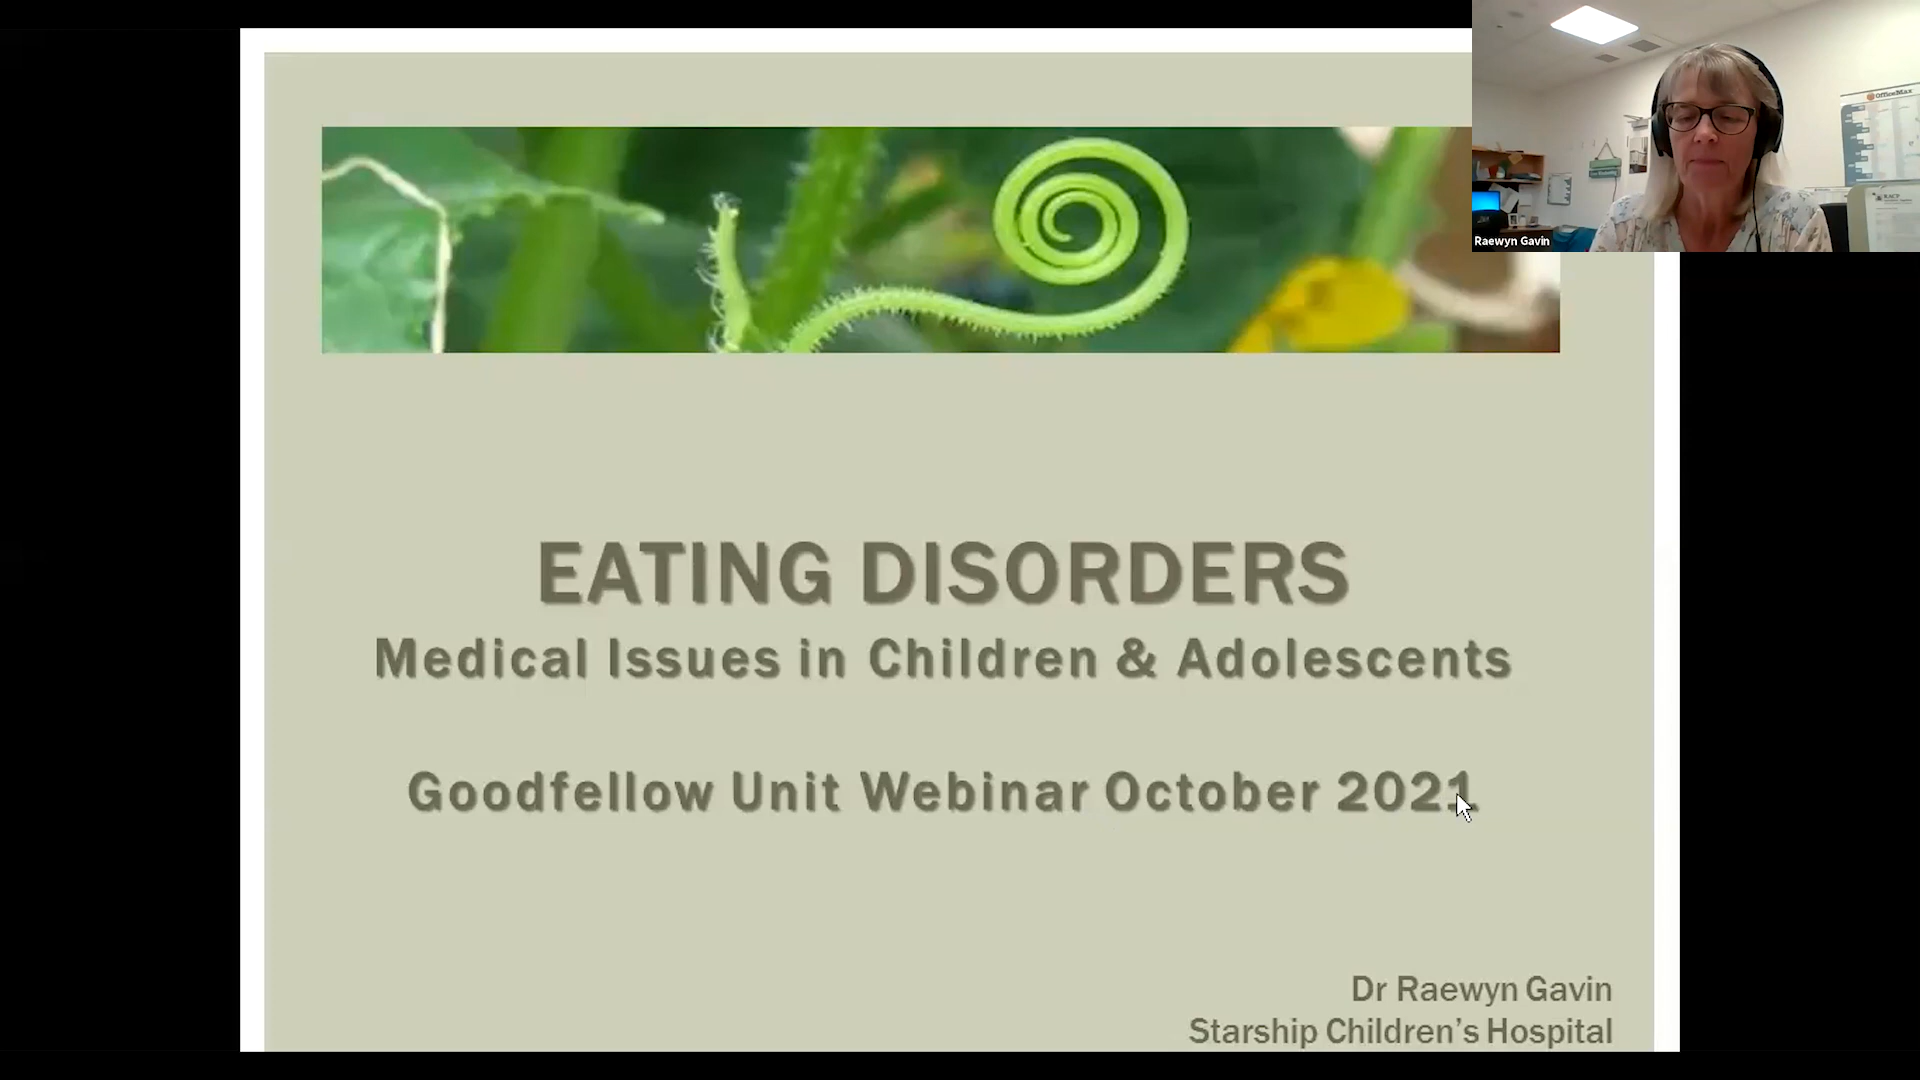 EATING DISORDERS
Medical Issues in Children & Adolescents
Goodfellow Unit Webinar October 2021
Dr Raewyn Gavin
Starship Children's Hospital
Raewyn Gavin
OfficeMax